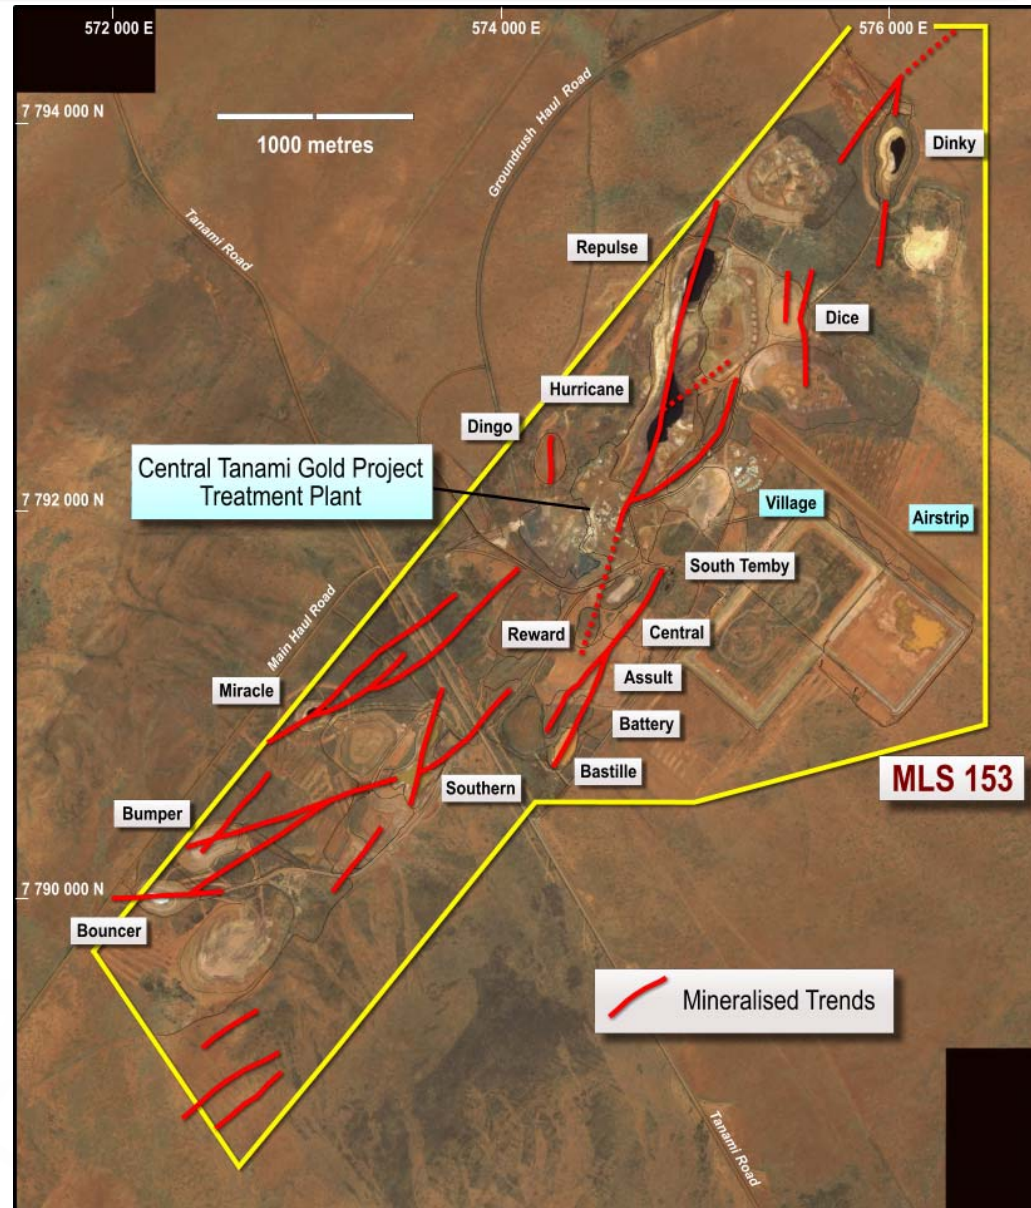 572 000 E
574 000 E
576 000 E
7 794 000 N
1000 metres
Groundrush Haul Road
Dinky
Tanami Road
Repulse
Dice
Hurricane
Dingo
Central Tanami Gold Project
Treatment Plant
7 792 000 N
Village
Airstrip
South Temby
Main Haul Road
Reward
Central
Assult
Miracle
Battery
Bastille
MLS 153
Southern
Bumper
7 790 000 N
Bouncer
Mineralised Trends
Tanami Road